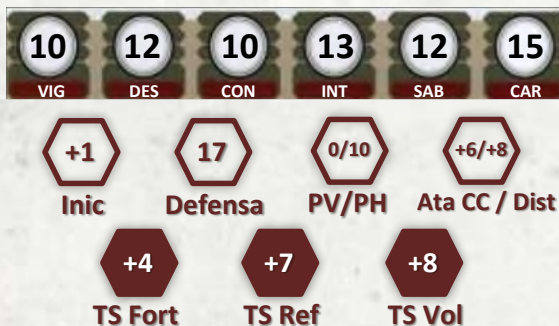 10 12 10 13 12 15
VIG DES CON INT SAB CAR
+1 17 0/10 +6/+8
Inic Defensa PV/PH Ata CC / Dist
+4 +7 +8
TS Fort TS Ref TS Vol